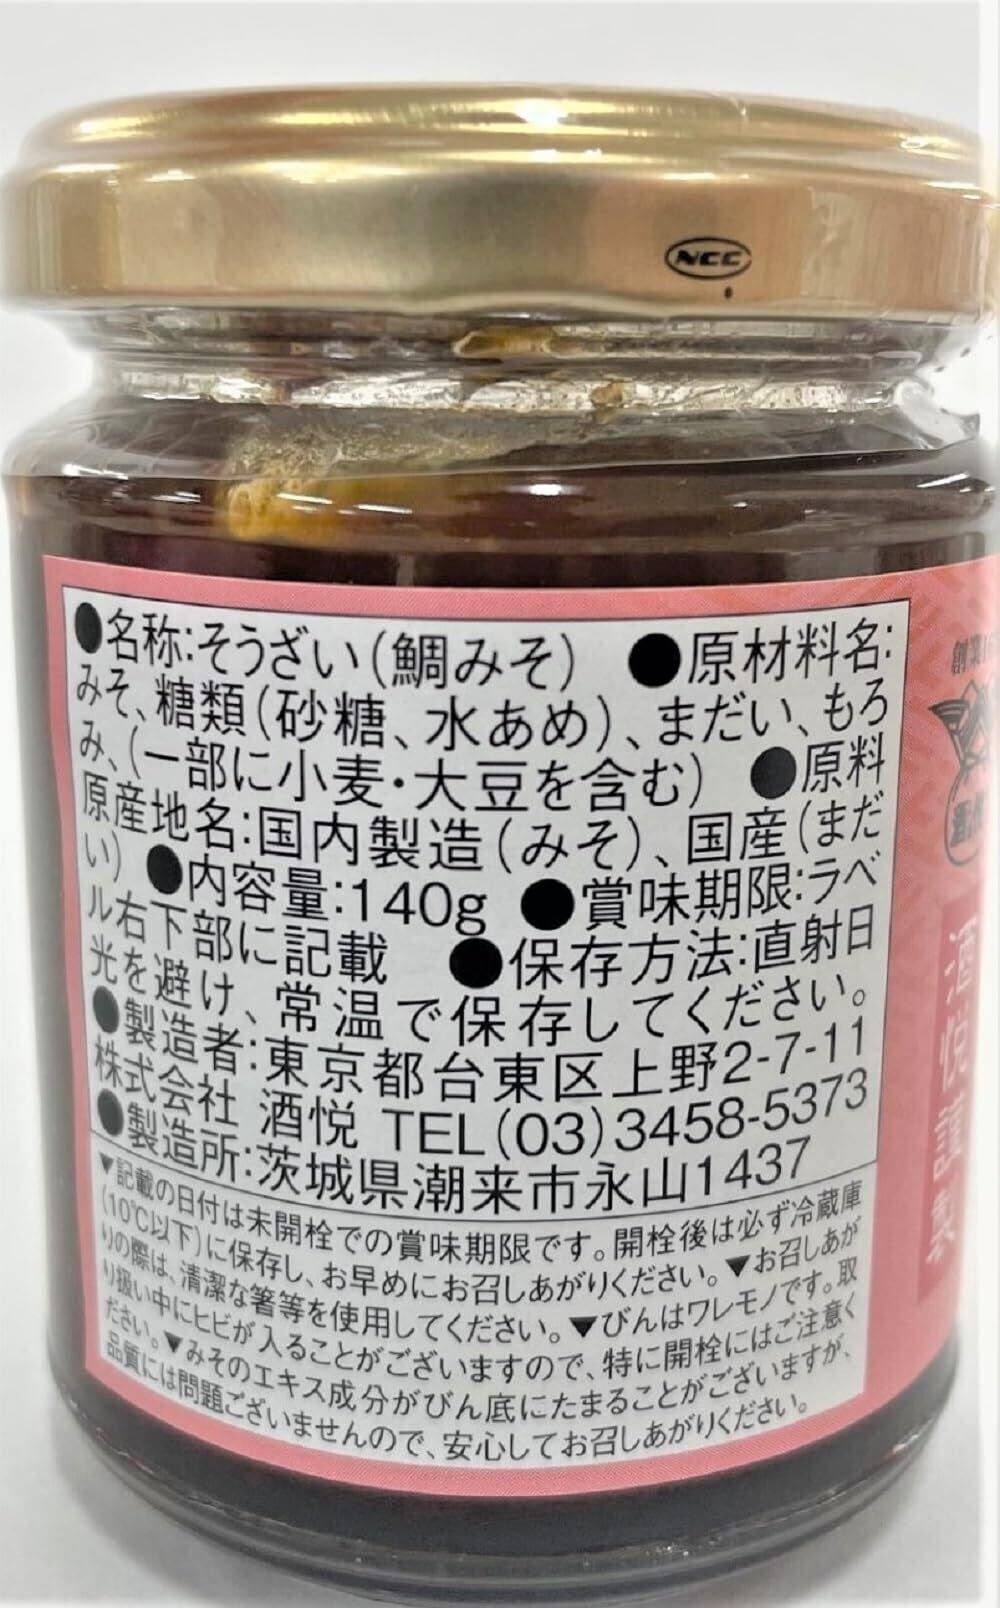 NCC
●名称:そうざい(鯛みそ) ●原材料名:
みそ、糖類(砂糖、水あめ)、まだい、もろ
み、(一部に小麦・大豆を含む) ●原料
原産地名:国内製造(みそ)、国産(まだ
い) ●内容量:140g ●賞味期限:ラベ
ル右下部に記載 ●保存方法:直射日
光を避け、常温で保存してください。
●製造者:東京都台東区上野2-7-11
株式会社 酒悦 TEL(03)3458-5373
●製造所:茨城県潮来市永山1437
▼記載の日付は未開栓での賞味期限です。開栓後は必ず冷蔵庫
(10℃以下)に保存し、お早めにお召しあがりください。▼お召しあが
りの際は、清潔な箸等を使用してください。▼びんはワレモノです。取
り扱い中にヒビが入ることがございますので、特に開栓にはご注意く
ださい。▼みそのエキス成分がびん底にたまることがございますが、
品質には問題ございませんので、安心してお召しあがりください。
創業
酒悦謹製